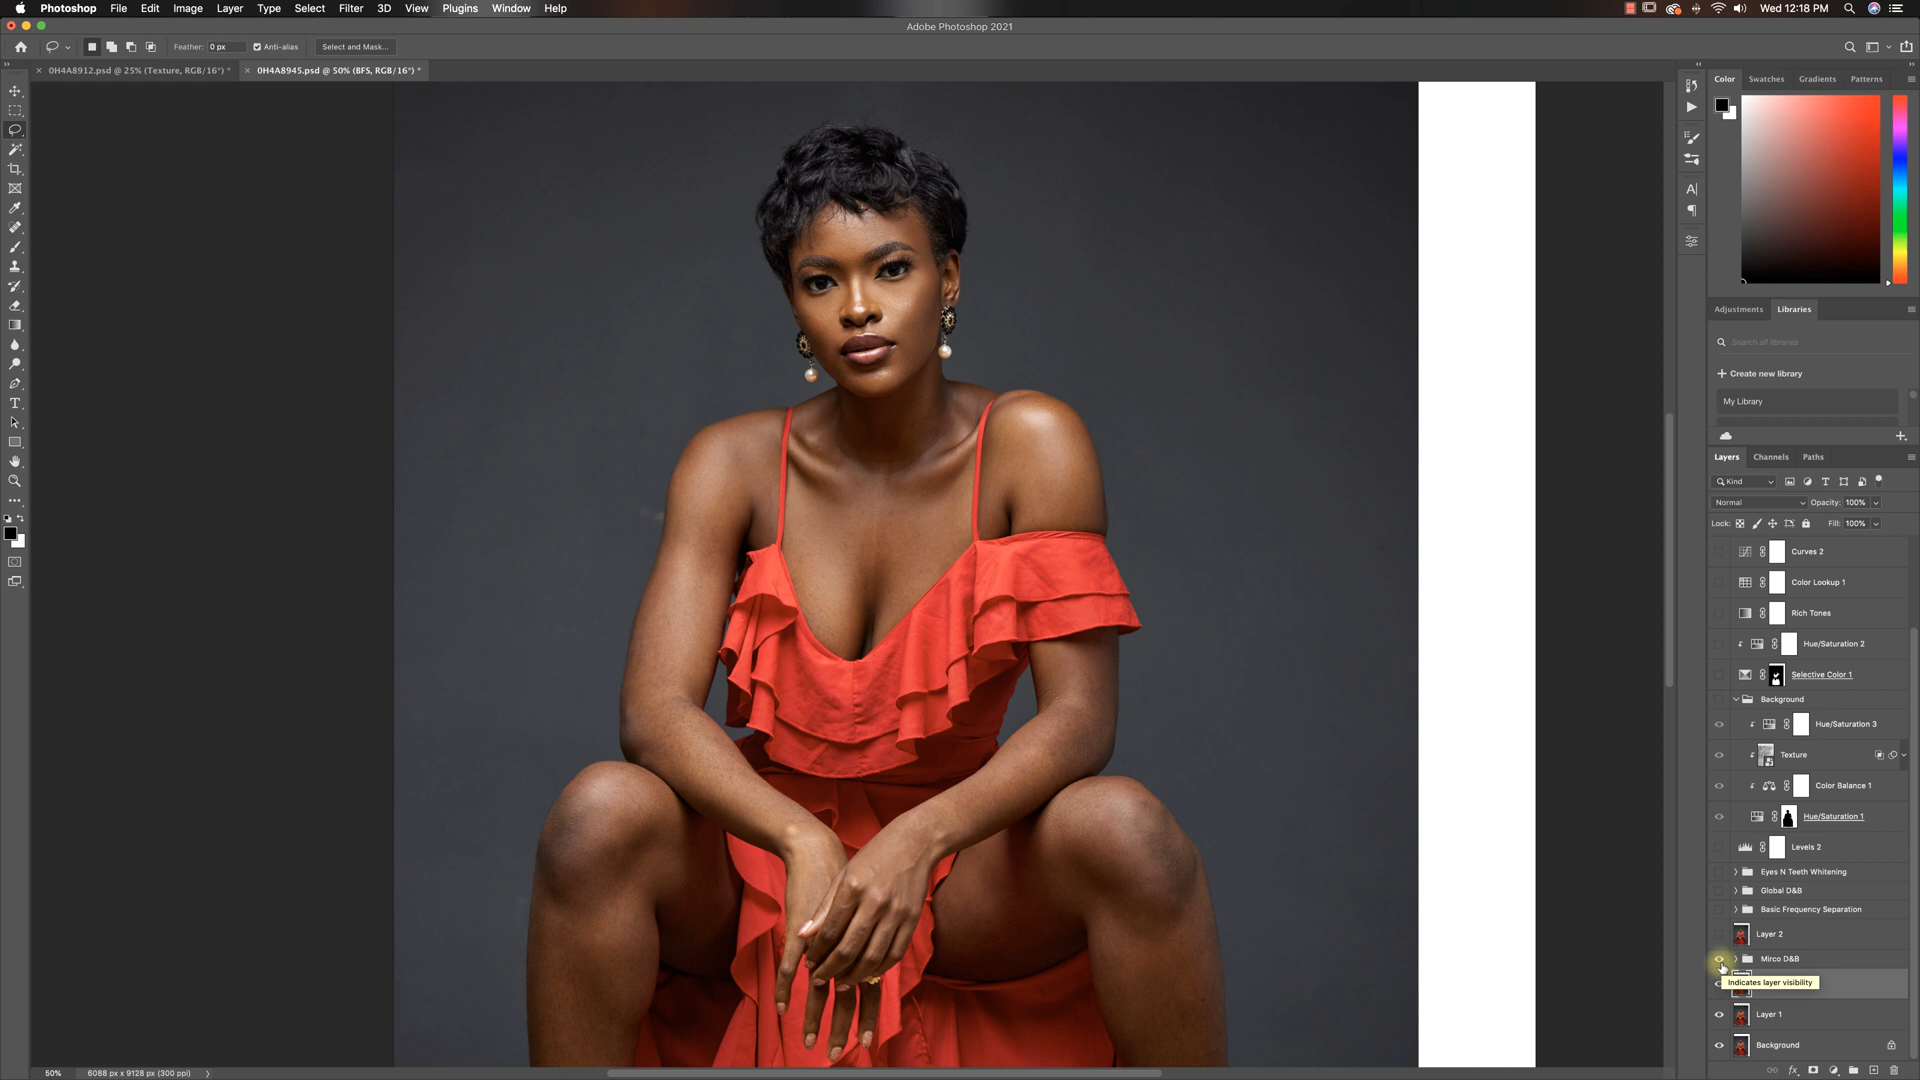 Photoshop File Edit Image Layer Type Select Filter 3D View Plugins Window Help Wed 12:18 PM
Adobe Photoshop 2021
Feather: 0 px Anti-alias Select and Mask...
0H4A8912.psd @ 25% (Texture, RGB/16*) * 0H4A8945.psd @ 50% (BFS, RGB/16*) *
Color Swatches Gradients Patterns
Adjustments Libraries
Search all libraries
+ Create new library
My Library
Layers Channels Paths
Kind
Normal Opacity: 100%
Lock: Fill: 100%
Curves 2
Color Lookup 1
Rich Tones
Hue/Saturation 2
Selective Color 1
Background
Hue/Saturation 3
Texture
Color Balance 1
Hue/Saturation 1
Levels 2
Eyes N Teeth Whitening
Global D&B
Basic Frequency Separation
Layer 2
Mirco D&B
Indicates layer visibility
Layer 1
Background
50% 6088 px x 9128 px (300 ppi)